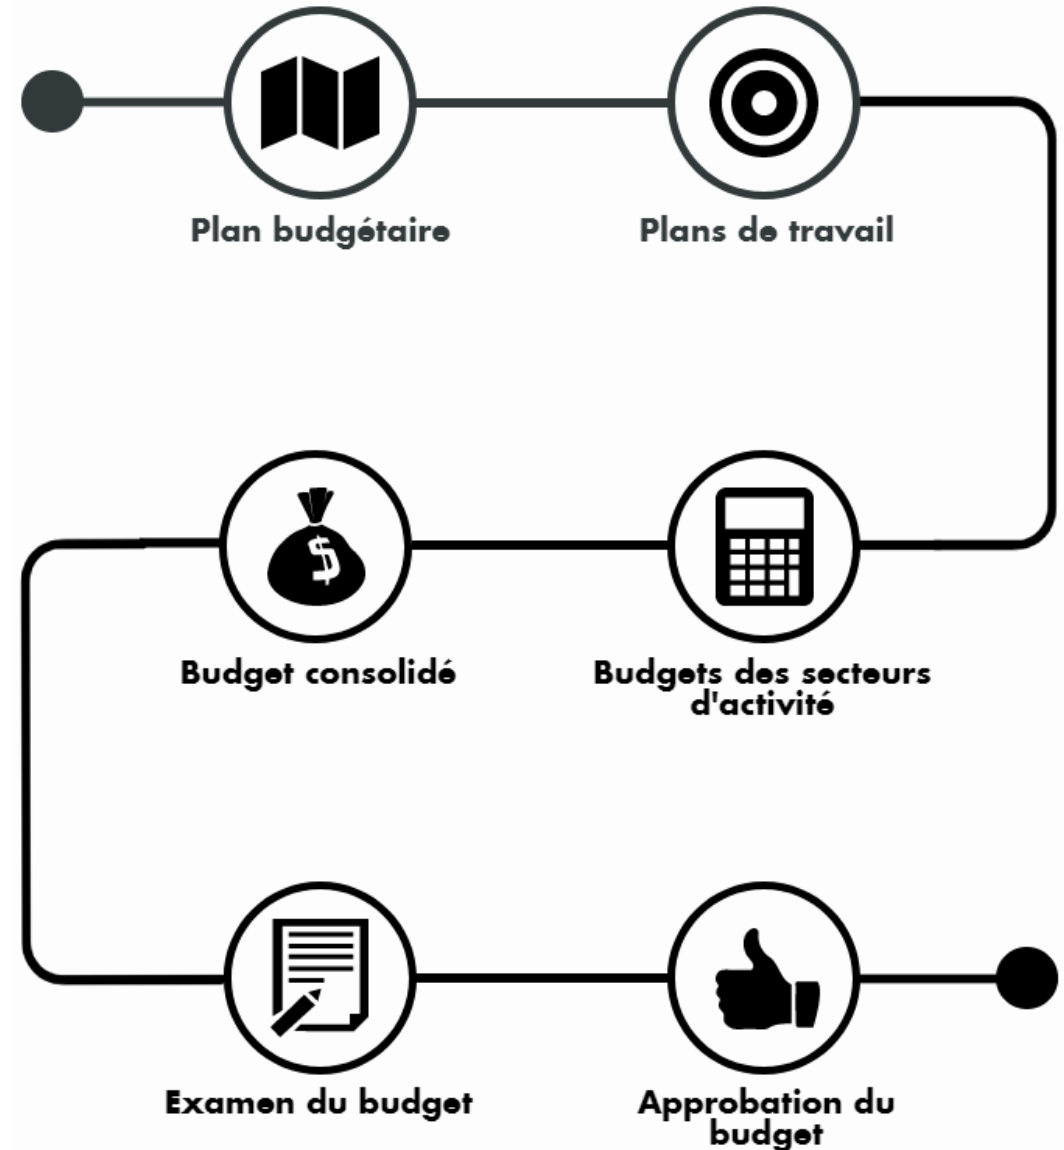 Plan budgétaire
Plans de travail
Budgets des secteurs
d'activité
Budget consolidé
Examen du budget
Approbation du
budget